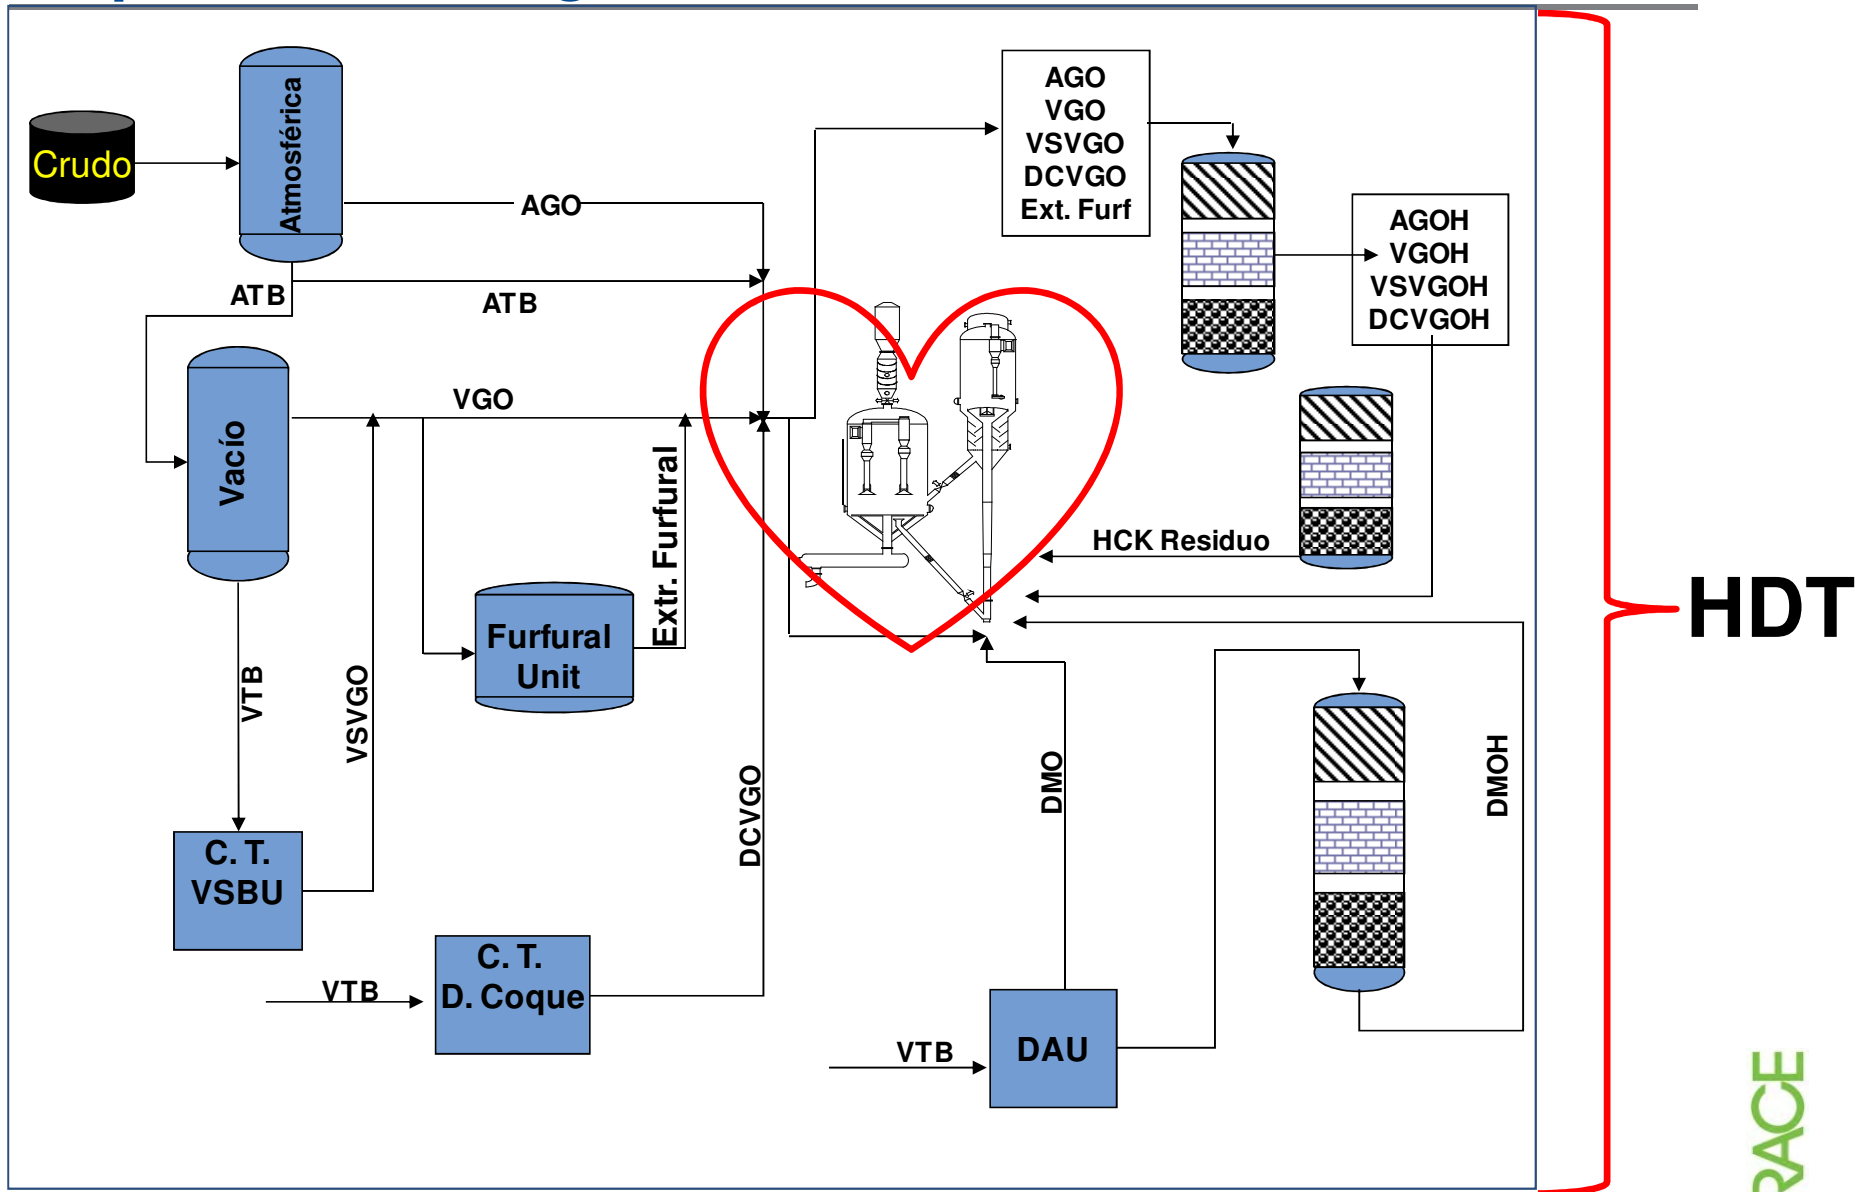 Crudo
Atmosférica
AGO
ATB
ATB
AGO
VGO
VSVGO
DCVGO
Ext. Furf
AGOH
VGOH
VSVGOH
DCVGOH
Vacío
VGO
Extr. Furfural
Furfural
Unit
HCK Residuo
HDT
VTB
VSVGO
DCVGO
DMO
DMOH
C. T.
VSBU
C. T.
D. Coque
VTB
VTB
DAU
RACE